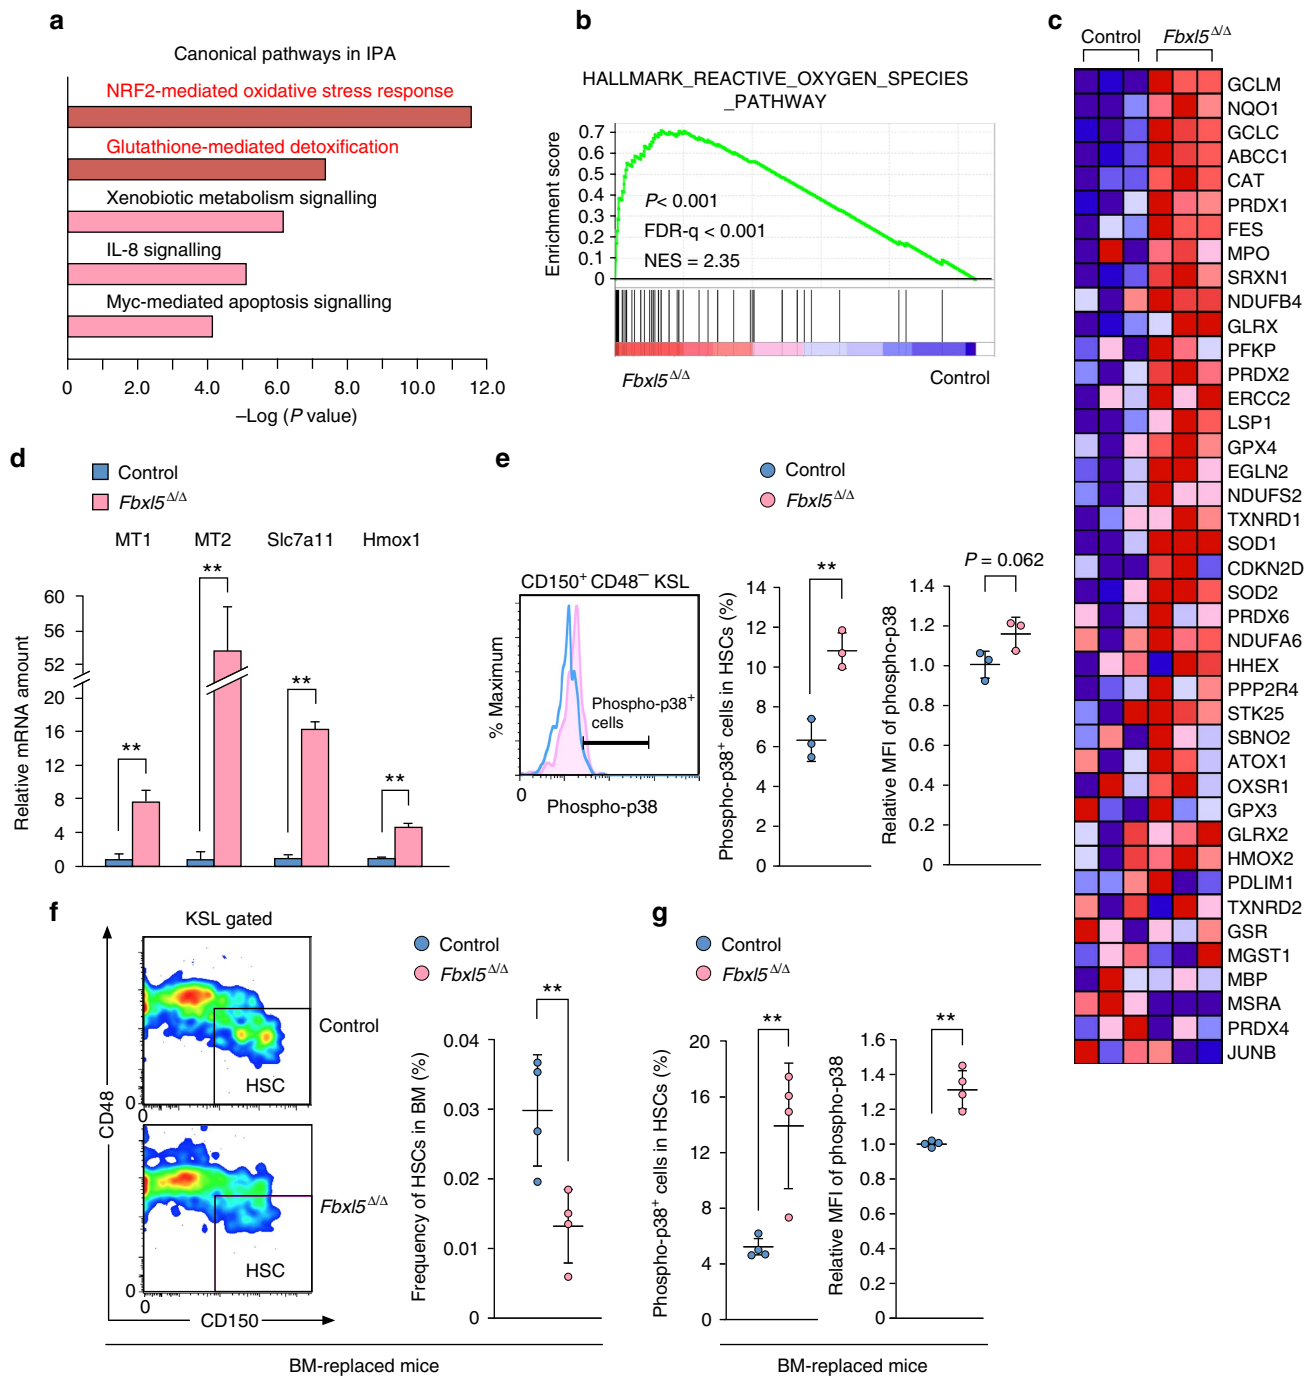 a
Canonical pathways in IPA
NRF2-mediated oxidative stress response
Glutathione-mediated detoxification
Xenobiotic metabolism signalling
IL-8 signalling
Myc-mediated apoptosis signalling
0 2.0 4.0 6.0 8.0 10.0 12.0
–Log (P value)
b
HALLMARK_REACTIVE_OXYGEN_SPECIES
_PATHWAY
Enrichment score
0.7
0.6
0.5
0.4
0.3
0.2
0.1
0
P< 0.001
FDR-q < 0.001
NES = 2.35
Fbxl5Δ/Δ Control
c
Control Fbxl5Δ/Δ
GCLM
NQO1
GCLC
ABCC1
CAT
PRDX1
FES
MPO
SRXN1
NDUFB4
GLRX
PFKP
PRDX2
ERCC2
LSP1
GPX4
EGLN2
NDUFS2
TXNRD1
SOD1
CDKN2D
SOD2
PRDX6
NDUFA6
HHEX
PPP2R4
STK25
SBNO2
ATOX1
OXSR1
GPX3
GLRX2
HMOX2
PDLIM1
TXNRD2
GSR
MGST1
MBP
MSRA
PRDX4
JUNB
d
Control
Fbxl5Δ/Δ
MT1 MT2 Slc7a11 Hmox1
Relative mRNA amount
60
56
52
20
16
12
8
4
0
** ** ** **
e
Control
Fbxl5Δ/Δ
CD150+ CD48− KSL
% Maximum
Phospho-p38+
cells
0
Phospho-p38
Phospho-p38+ cells in HSCs (%)
14
12
10
8
6
4
2
0
**
Relative MFI of phospho-p38
P = 0.062
1.4
1.2
1.0
0.8
0.6
0.4
0.2
0
f
KSL gated
Control
HSC
0
0
Fbxl5Δ/Δ
HSC
0
0
CD48
CD150
Control
Fbxl5Δ/Δ
Frequency of HSCs in BM (%)
**
0.04
0.03
0.02
0.01
0
BM-replaced mice
g
Control
Fbxl5Δ/Δ
Phospho-p38+ cells in HSCs (%)
**
20
16
12
8
4
0
Relative MFI of phospho-p38
**
1.6
1.4
1.2
1.0
0.8
0.6
0.4
0.2
0
BM-replaced mice